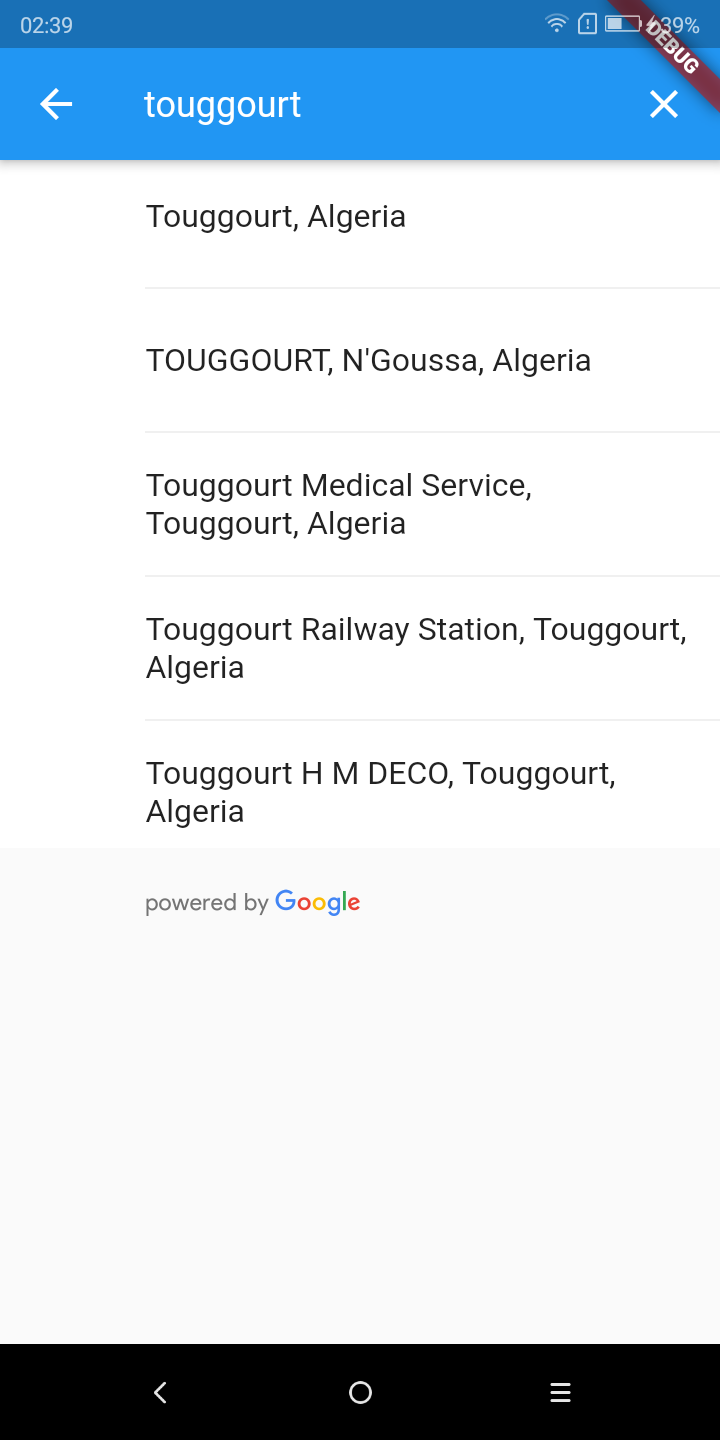 02:39
39%
DEBUG
touggourt
Touggourt, Algeria
TOUGGOURT, N'Goussa, Algeria
Touggourt Medical Service,
Touggourt, Algeria
Touggourt Railway Station, Touggourt,
Algeria
Touggourt H M DECO, Touggourt,
Algeria
powered by Google